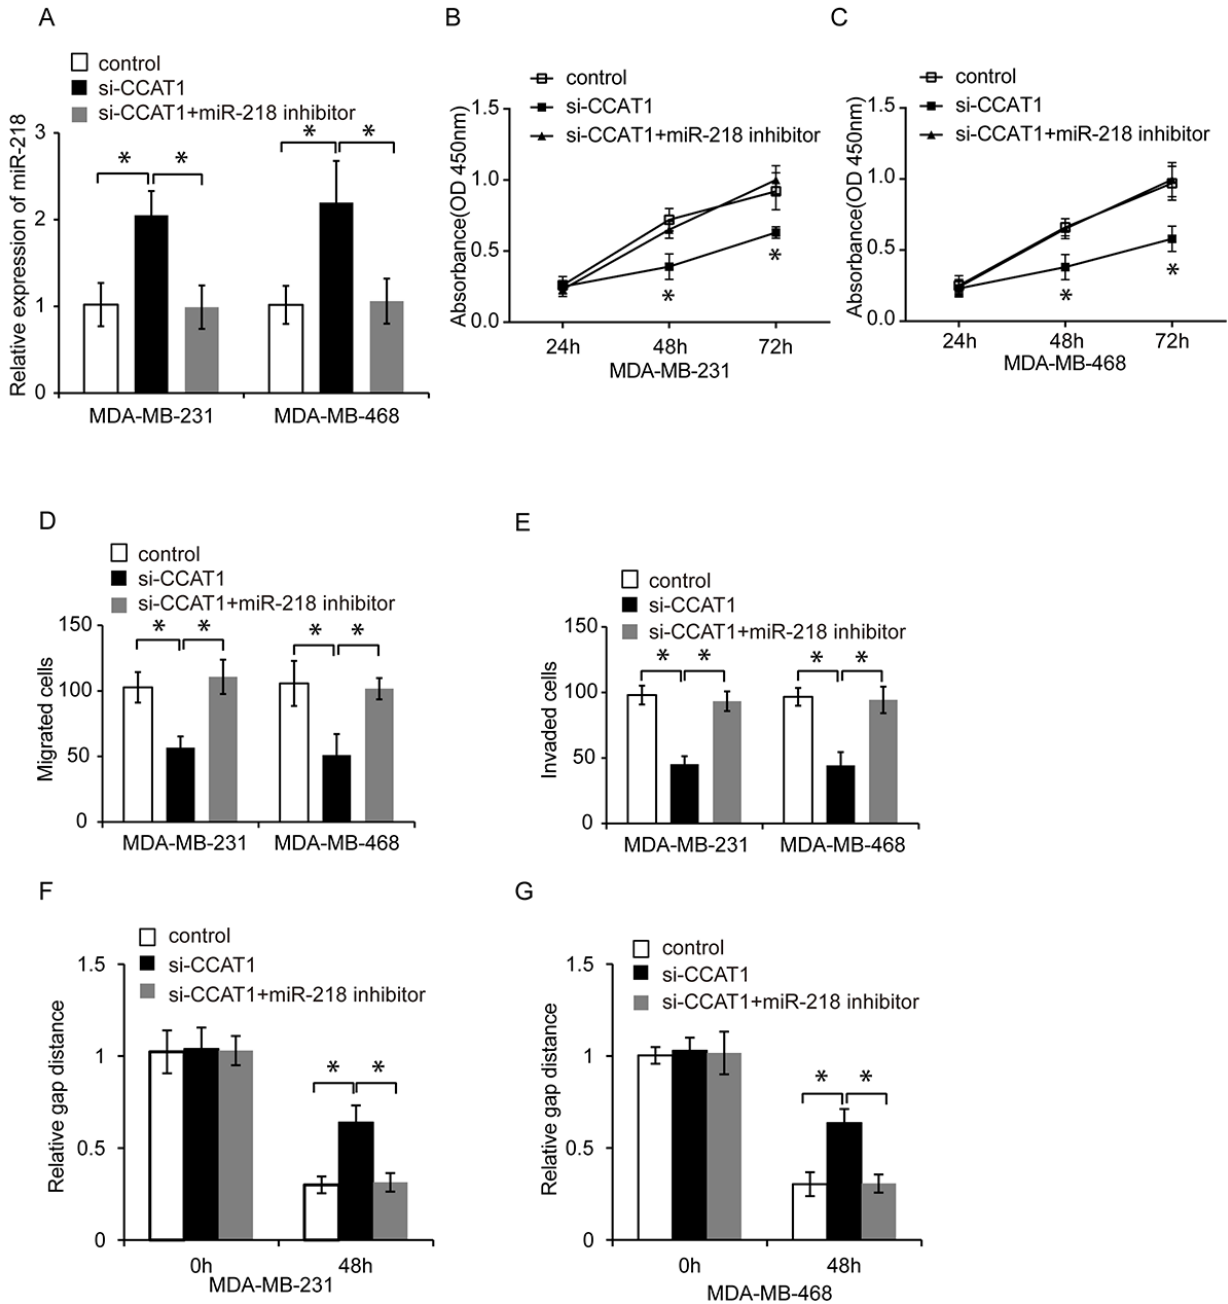 A
control
si-CCAT1
si-CCAT1+miR-218 inhibitor
Relative expression of miR-218
3
2
1
0
* * * *
MDA-MB-231 MDA-MB-468
B
control
si-CCAT1
si-CCAT1+miR-218 inhibitor
Absorbance(OD 450nm)
1.5
1.0
0.5
0.0
* *
24h 48h 72h
MDA-MB-231
C
control
si-CCAT1
si-CCAT1+miR-218 inhibitor
Absorbance(OD 450nm)
1.5
1.0
0.5
0.0
* *
24h 48h 72h
MDA-MB-468
D
control
si-CCAT1
si-CCAT1+miR-218 inhibitor
Migrated cells
150
100
50
0
* * * *
MDA-MB-231 MDA-MB-468
E
control
si-CCAT1
si-CCAT1+miR-218 inhibitor
Invaded cells
150
100
50
0
* * * *
MDA-MB-231 MDA-MB-468
F
control
si-CCAT1
si-CCAT1+miR-218 inhibitor
Relative gap distance
1.5
1
0.5
0
* *
0h 48h
MDA-MB-231
G
control
si-CCAT1
si-CCAT1+miR-218 inhibitor
Relative gap distance
1.5
1
0.5
0
* *
0h 48h
MDA-MB-468